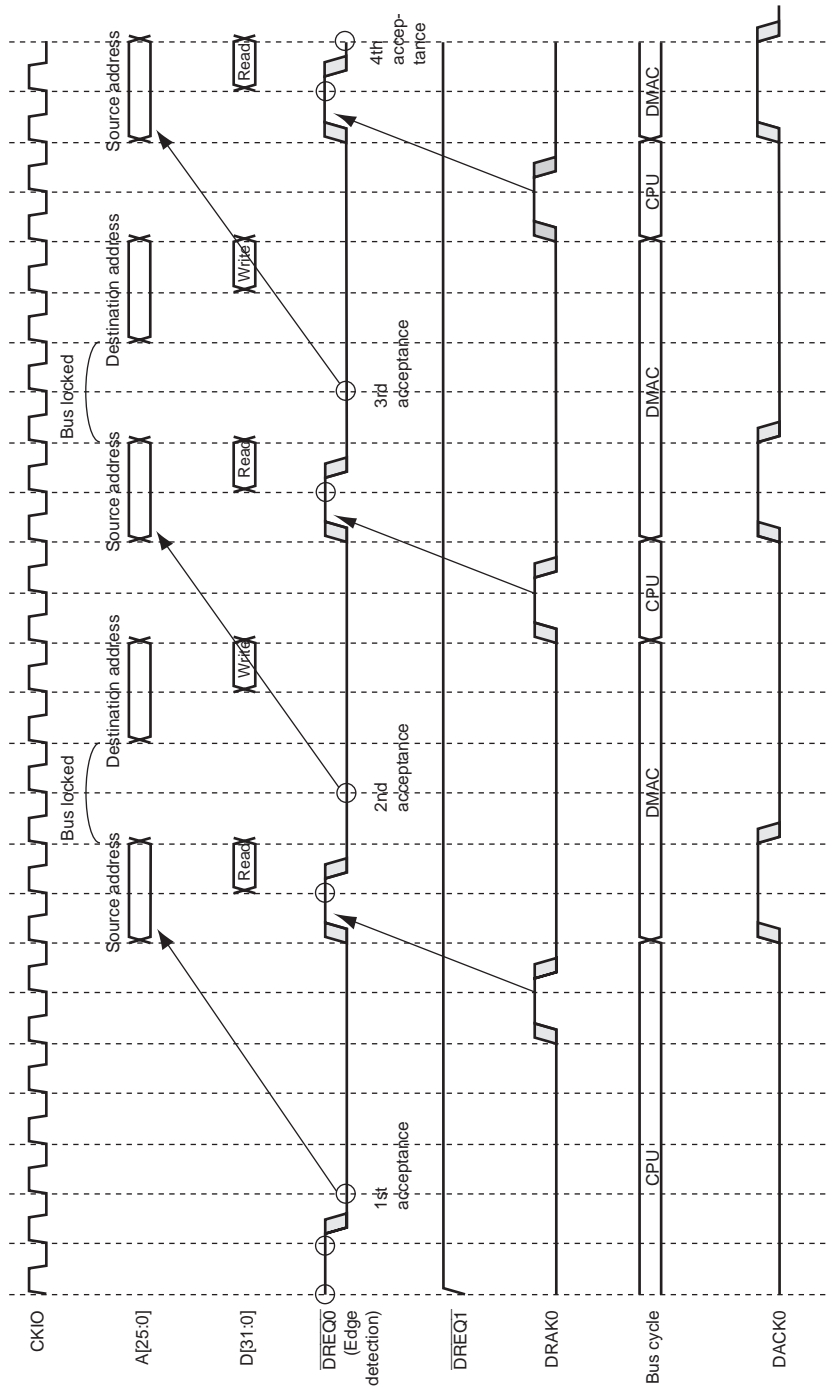 CKIO
Bus locked
Bus locked
Source address
Destination address
Source address
Destination address
Source address
A[25:0]
D[31:0]
Read
Write
Read
Write
Read
DREQ0
(Edge
detection)
1st
acceptance
2nd
acceptance
3rd
acceptance
4th
accep-
tance
DREQ1
DRAK0
Bus cycle
CPU
DMAC
CPU
DMAC
CPU
DMAC
DACK0